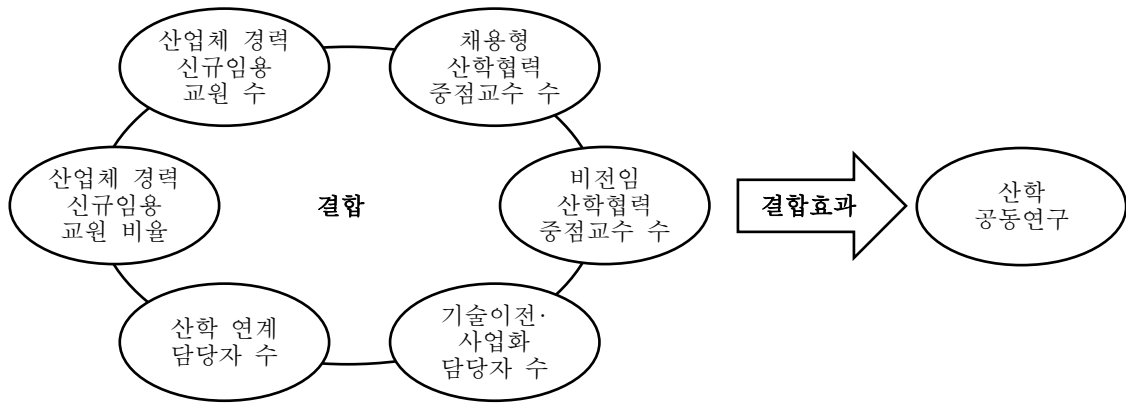 산업체 경력
신규임용
교원 수
채용형
산학협력
중점교수 수
산업체 경력
신규임용
교원 비율
결합
비전임
산학협력
중점교수 수
결합효과
산학
공동연구
산학 연계
담당자 수
기술이전·
사업화
담당자 수